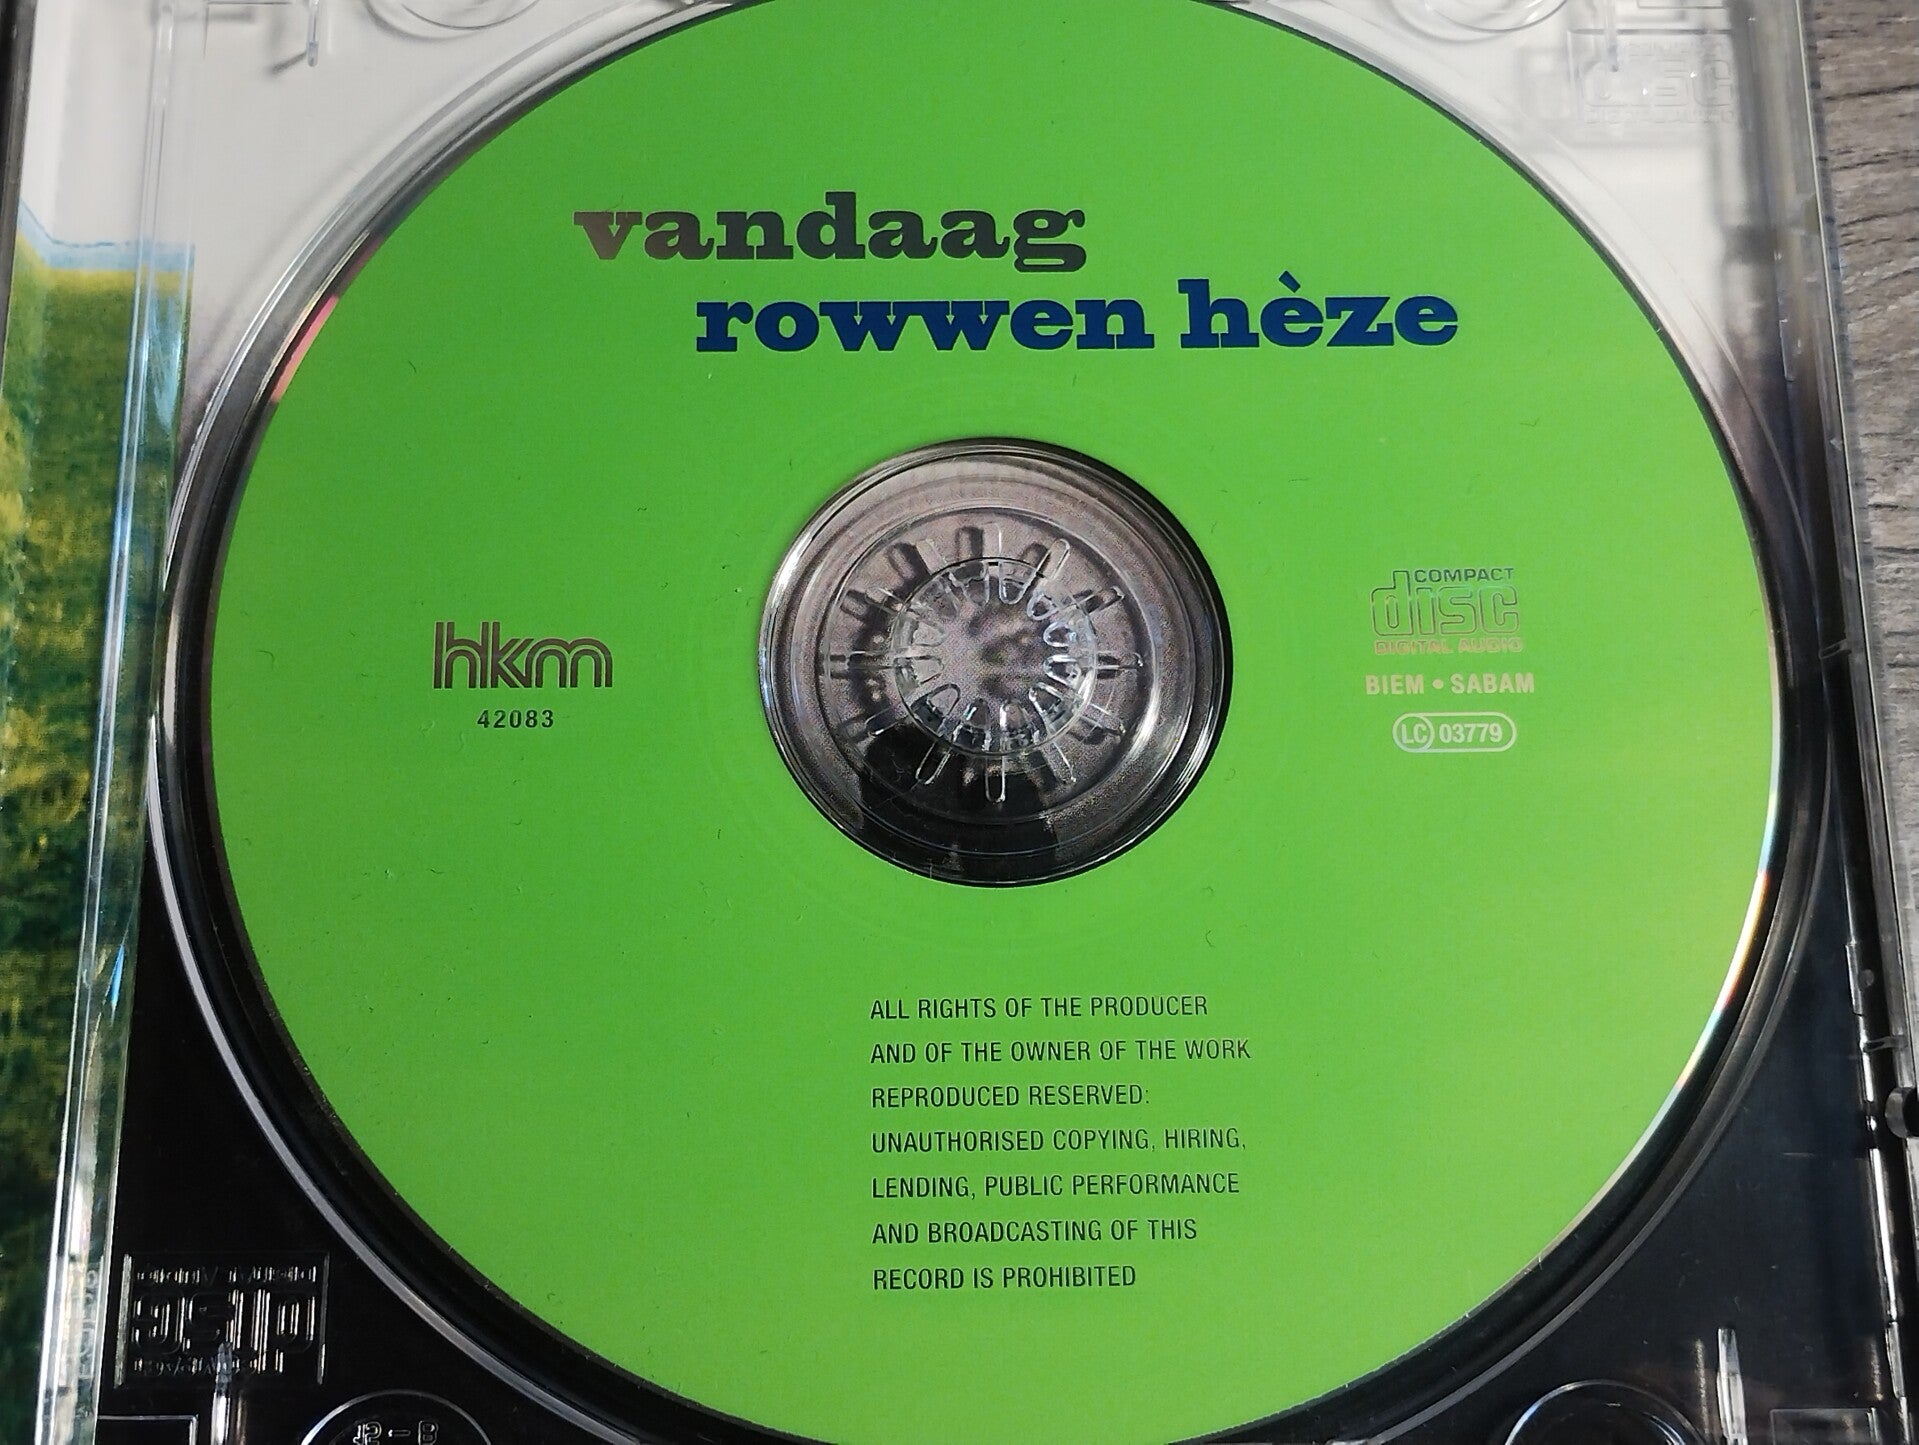 vandaag
rowwen hèze
hkm
42083
COMPACT
disc
DIGITAL AUDIO
BIEM • SABAM
LC 03779
ALL RIGHTS OF THE PRODUCER
AND OF THE OWNER OF THE WORK
REPRODUCED RESERVED:
UNAUTHORISED COPYING, HIRING,
LENDING, PUBLIC PERFORMANCE
AND BROADCASTING OF THIS
RECORD IS PROHIBITED